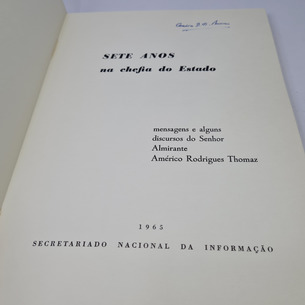 SETE ANOS
na chefia do Estado
mensagens e alguns
discursos do Senhor
Almirante
Américo Rodrigues Thomaz
1965
SECRETARIADO NACIONAL DA INFORMAÇÃO